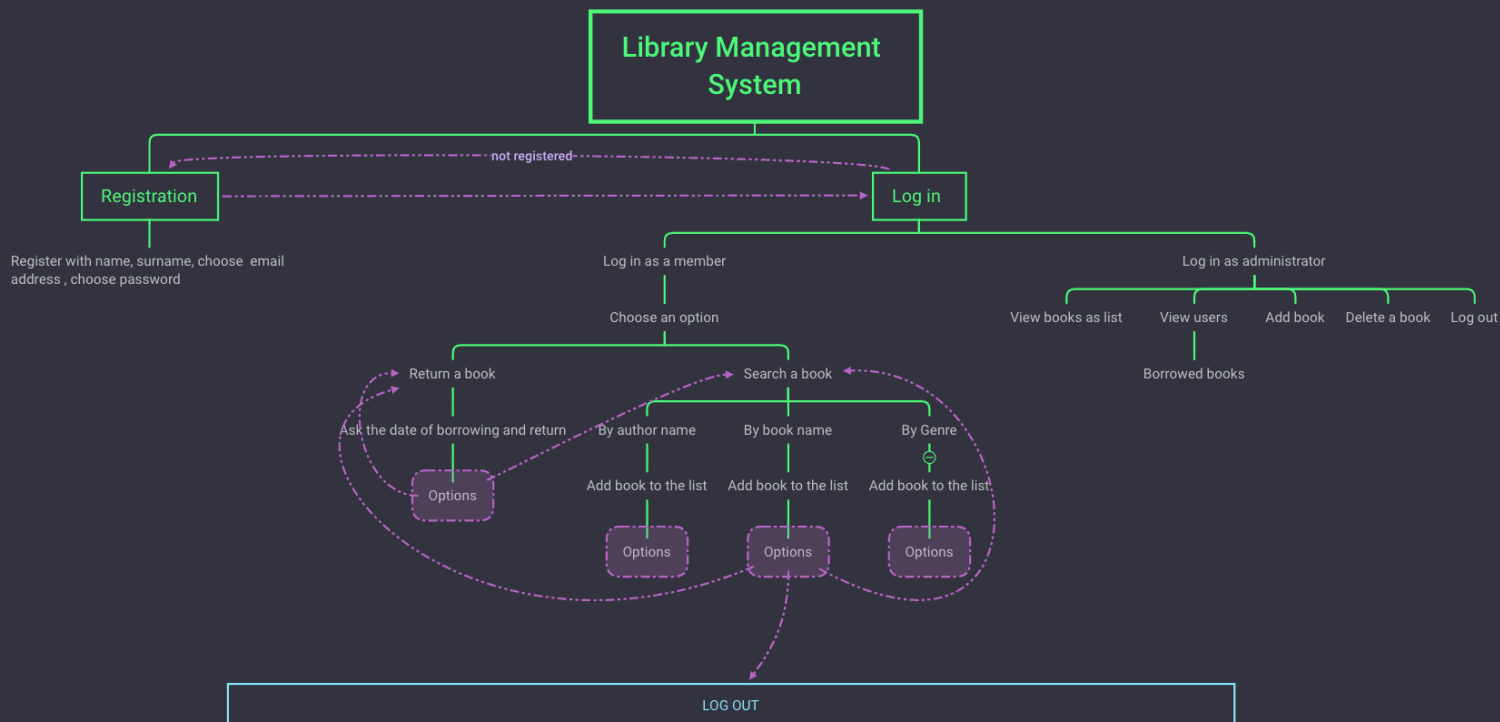 Library Management
System
not registered
Registration
Log in
Register with name, surname, choose  email
address , choose password
Log in as a member
Log in as administrator
Choose an option
View books as list
View users
Add book
Delete a book
Log out
Return a book
Search a book
Borrowed books
Ask the date of borrowing and return
By author name
By book name
By Genre
Options
Add book to the list
Add book to the list
Add book to the list
Options
Options
Options
LOG OUT